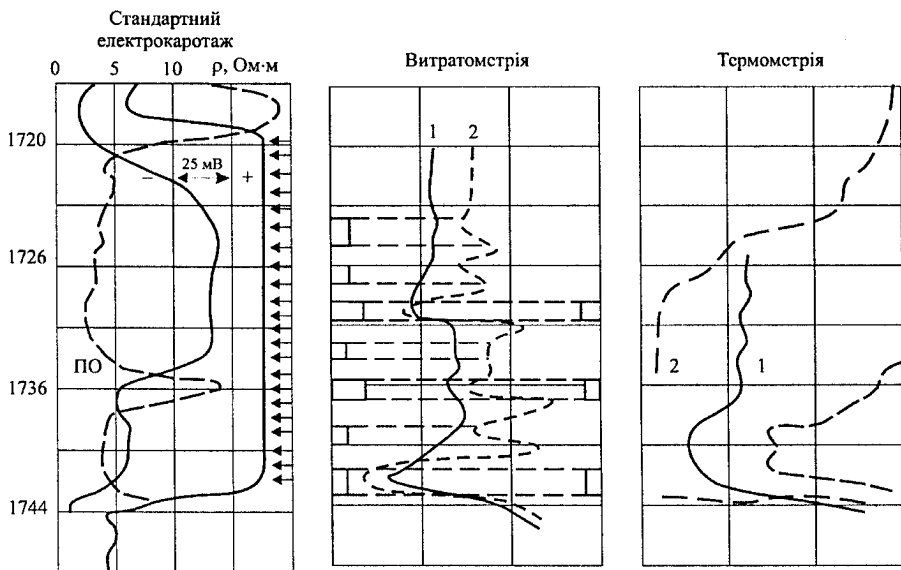 Стандартний
електрокаротаж
0 5 10 ρ, Ом·м
Витратометрія
Термометрія
1720
1 2
− 25 мВ +
1726
ПО
2 1
1736
1744